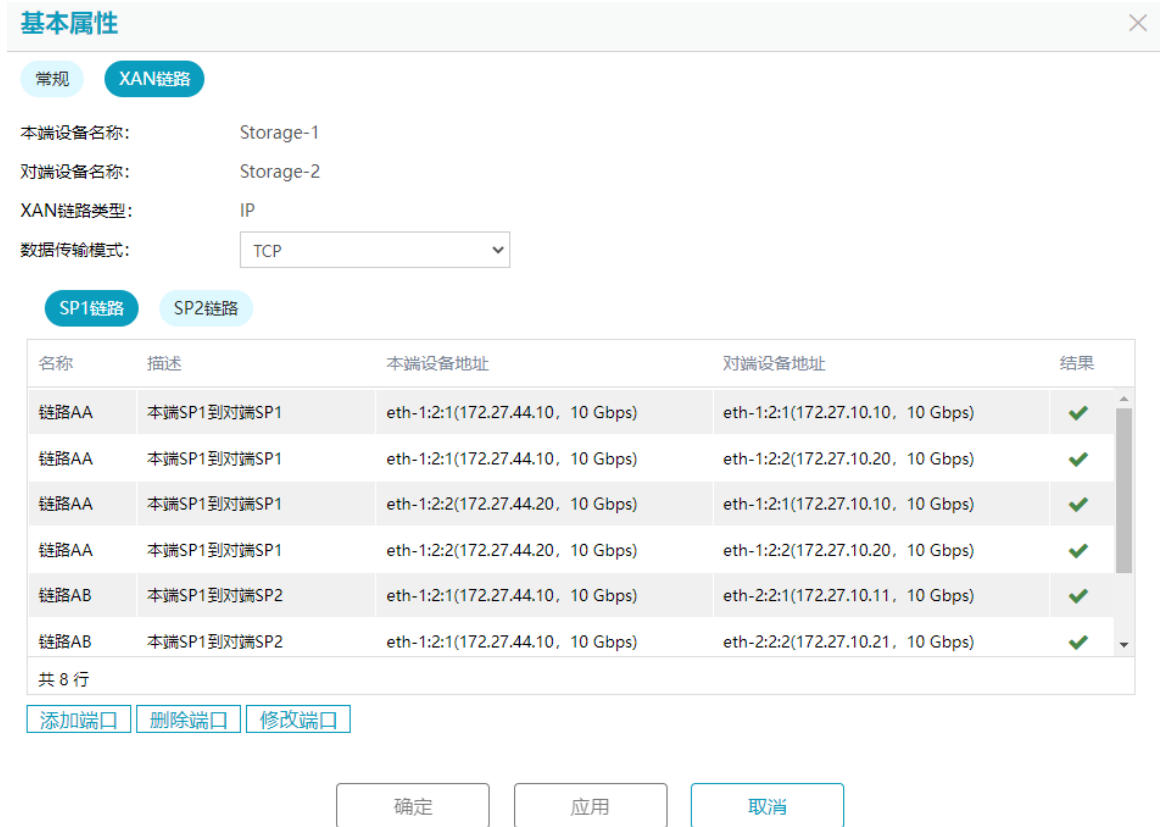 基本属性
常规 XAN链路
本端设备名称: Storage-1
对端设备名称: Storage-2
XAN链路类型: IP
数据传输模式: TCP
SP1链路 SP2链路
名称 描述 本端设备地址 对端设备地址 结果
链路AA 本端SP1到对端SP1 eth-1:2:1(172.27.44.10, 10 Gbps) eth-1:2:1(172.27.10.10, 10 Gbps)
链路AA 本端SP1到对端SP1 eth-1:2:1(172.27.44.10, 10 Gbps) eth-1:2:2(172.27.10.20, 10 Gbps)
链路AA 本端SP1到对端SP1 eth-1:2:2(172.27.44.20, 10 Gbps) eth-1:2:1(172.27.10.10, 10 Gbps)
链路AA 本端SP1到对端SP1 eth-1:2:2(172.27.44.20, 10 Gbps) eth-1:2:2(172.27.10.20, 10 Gbps)
链路AB 本端SP1到对端SP2 eth-1:2:1(172.27.44.10, 10 Gbps) eth-2:2:1(172.27.10.11, 10 Gbps)
链路AB 本端SP1到对端SP2 eth-1:2:1(172.27.44.10, 10 Gbps) eth-2:2:2(172.27.10.21, 10 Gbps)
共 8 行
添加端口 删除端口 修改端口
确定 应用 取消